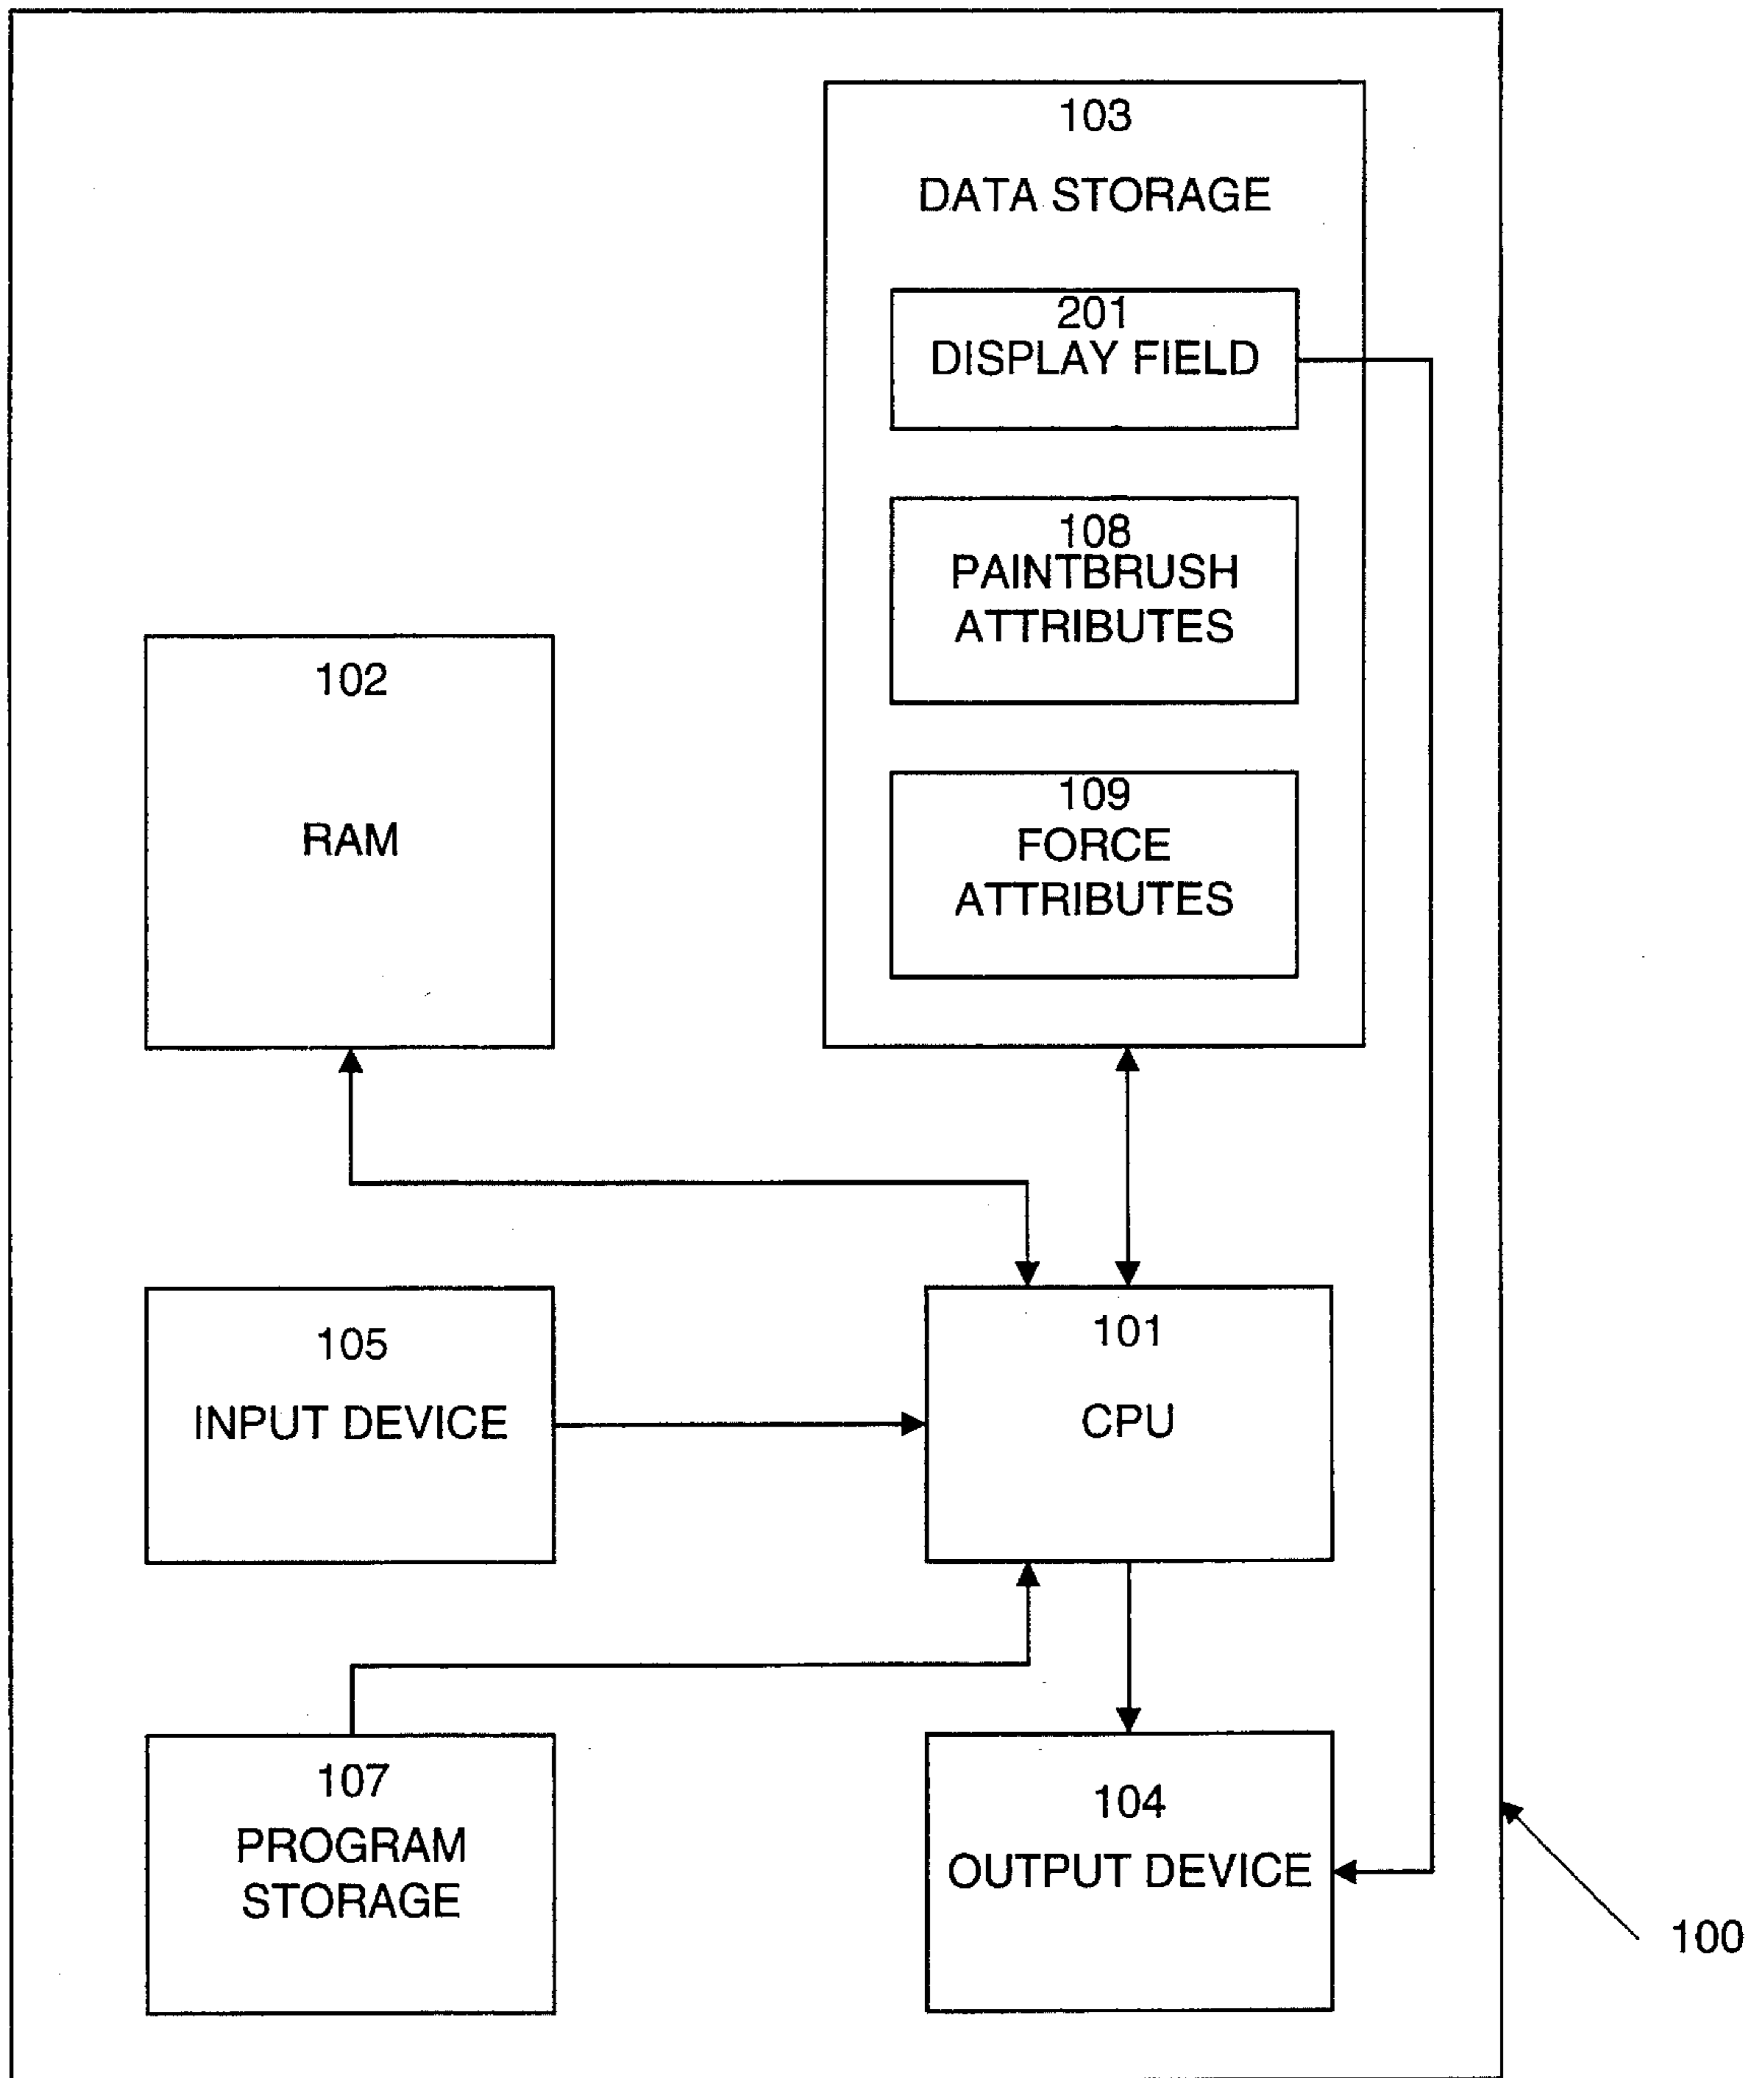 103
DATA STORAGE
201
DISPLAY FIELD
108
PAINTBRUSH
ATTRIBUTES
109
FORCE
ATTRIBUTES
102
RAM
105
INPUT DEVICE
101
CPU
107
PROGRAM
STORAGE
104
OUTPUT DEVICE
100